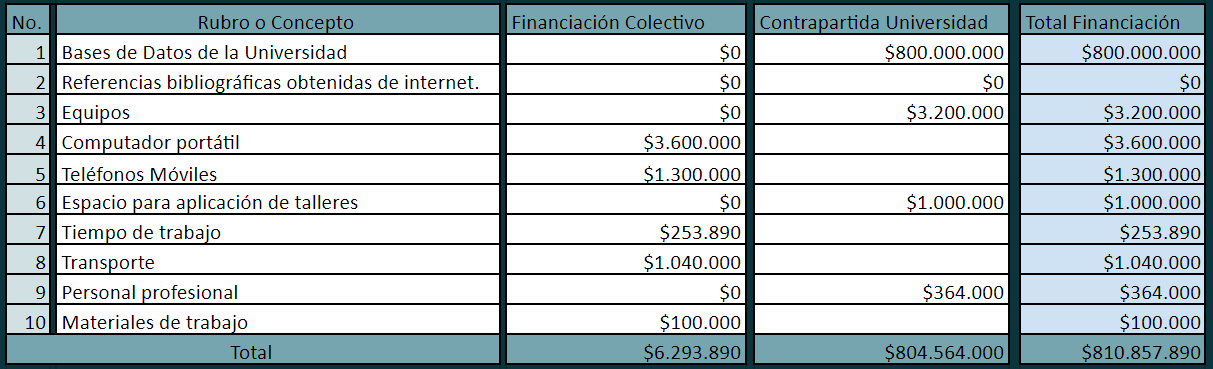 No. Rubro o Concepto Financiación Colectivo Contrapartida Universidad Total Financiación
1 Bases de Datos de la Universidad $0 $800.000.000 $800.000.000
2 Referencias bibliográficas obtenidas de internet. $0 $0 $0
3 Equipos $0 $3.200.000 $3.200.000
4 Computador portátil $3.600.000 $3.600.000
5 Teléfonos Móviles $1.300.000 $1.300.000
6 Espacio para aplicación de talleres $0 $1.000.000 $1.000.000
7 Tiempo de trabajo $253.890 $253.890
8 Transporte $1.040.000 $1.040.000
9 Personal profesional $0 $364.000 $364.000
10 Materiales de trabajo $100.000 $100.000
Total $6.293.890 $804.564.000 $810.857.890